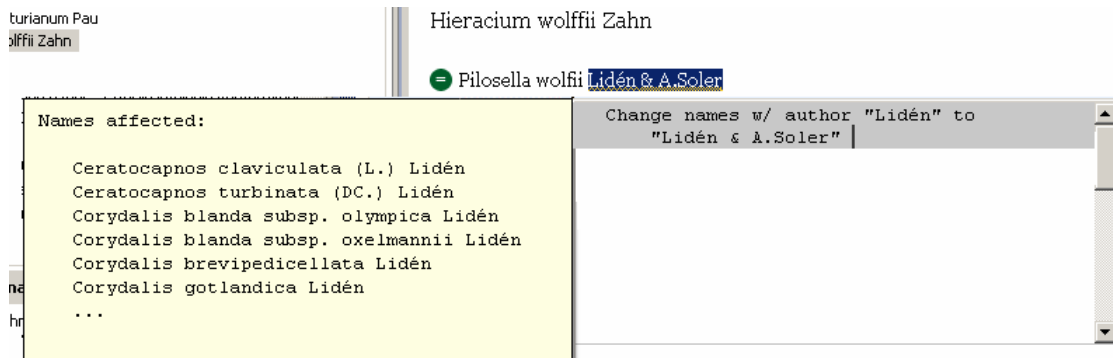 turianum Pau
olffii Zahn
Hieracium wolffii Zahn
= Pilosella wolfii Lidén & A.Soler
Names affected:
Ceratocapnos claviculata (L.) Lidén
Ceratocapnos turbinata (DC.) Lidén
Corydalis blanda subsp. olympica Lidén
Corydalis blanda subsp. oxelmannii Lidén
Corydalis brevipedicellata Lidén
Corydalis gotlandica Lidén
...
Change names w/ author "Lidén" to
"Lidén & A.Soler"